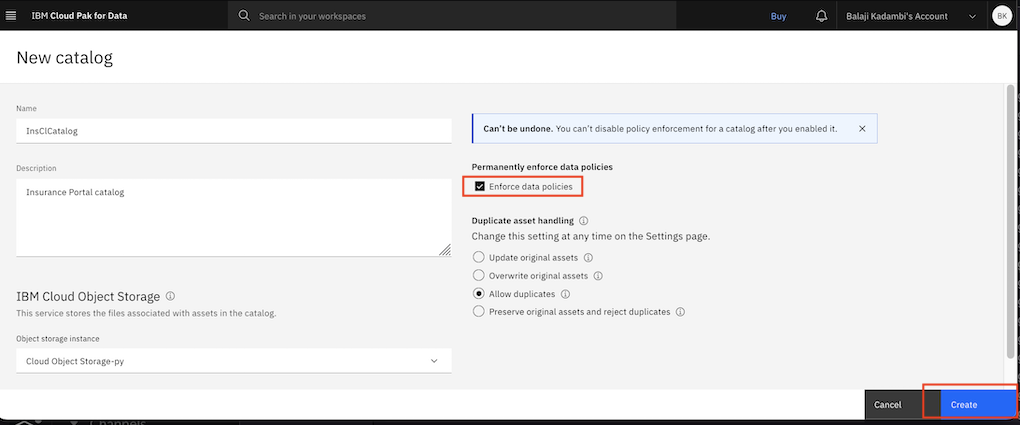 IBM Cloud Pak for Data
Search in your workspaces
Buy
Balaji Kadambi's Account
BK
New catalog
Name
InsClCatalog
Description
Insurance Portal catalog
IBM Cloud Object Storage
This service stores the files associated with assets in the catalog.
Object storage instance
Cloud Object Storage-py
Can't be undone. You can't disable policy enforcement for a catalog after you enabled it.
Permanently enforce data policies
Enforce data policies
Duplicate asset handling
Change this setting at any time on the Settings page.
Update original assets
Overwrite original assets
Allow duplicates
Preserve original assets and reject duplicates
Cancel
Create
Channels